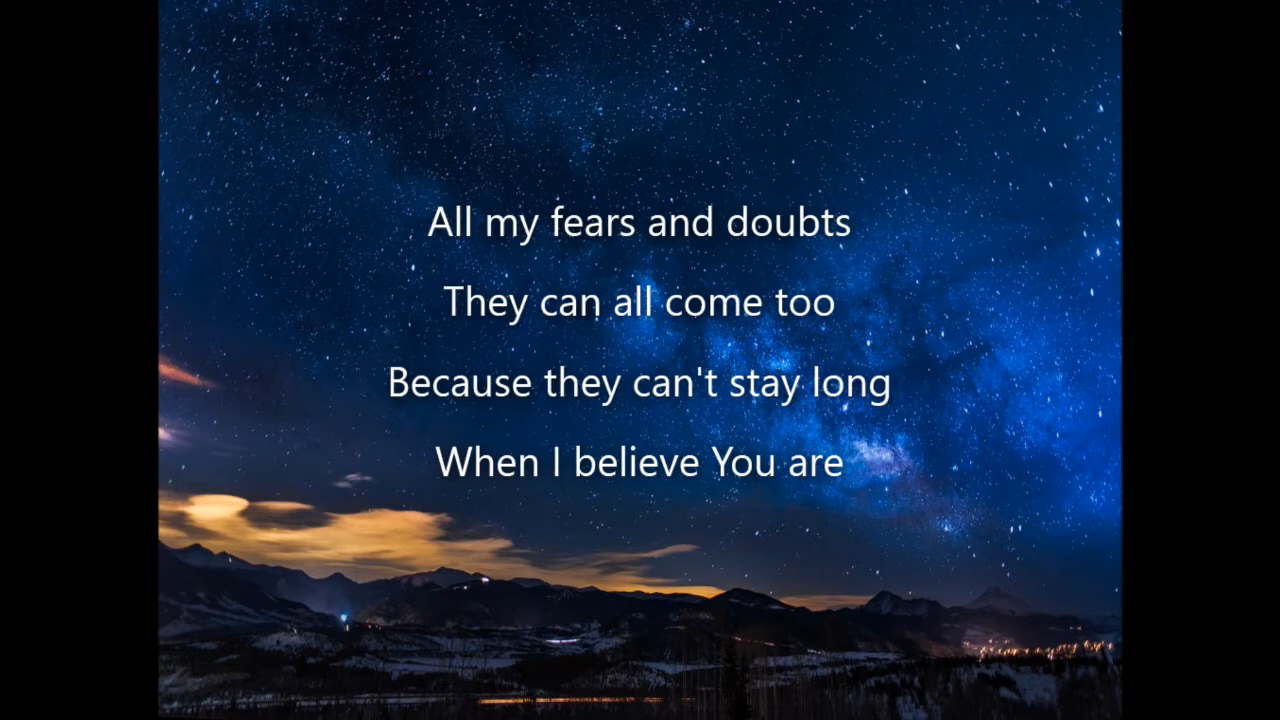 All my fears and doubts
They can all come too
Because they can't stay long
When I believe You are